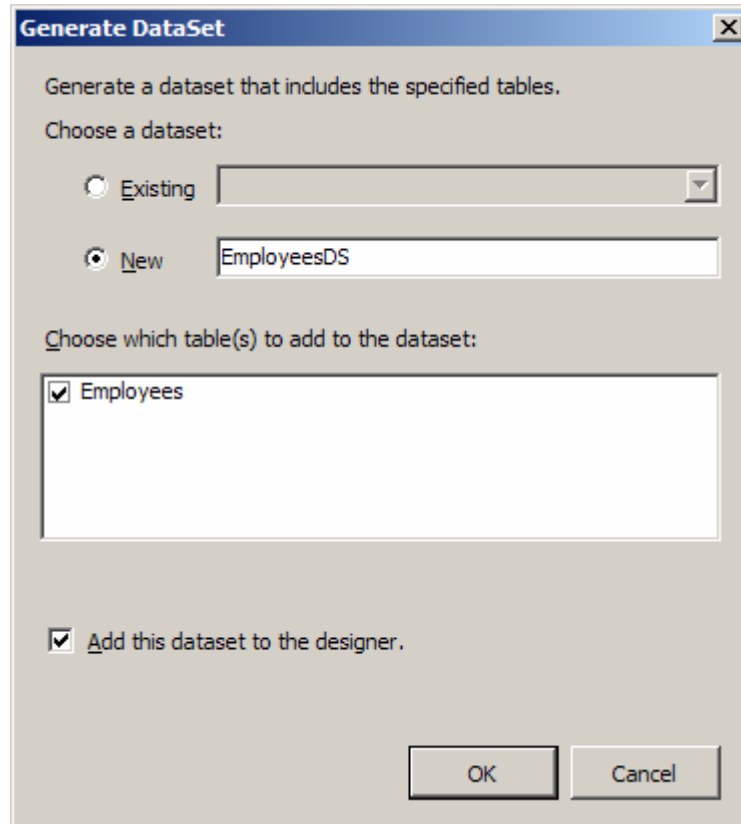 Generate DataSet
Generate a dataset that includes the specified tables.
Choose a dataset:
Existing
New EmployeesDS
Choose which table(s) to add to the dataset:
Employees
Add this dataset to the designer.
OK Cancel